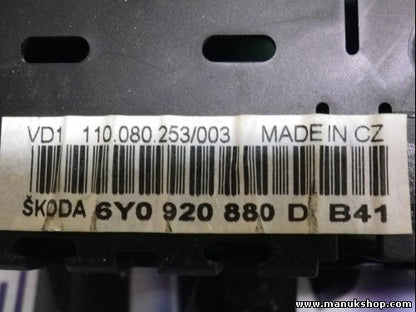 VD1 110.080.253/003 MADE IN CZ
ŠKODA 6Y0 920 880 D B41
www.manukshop.com